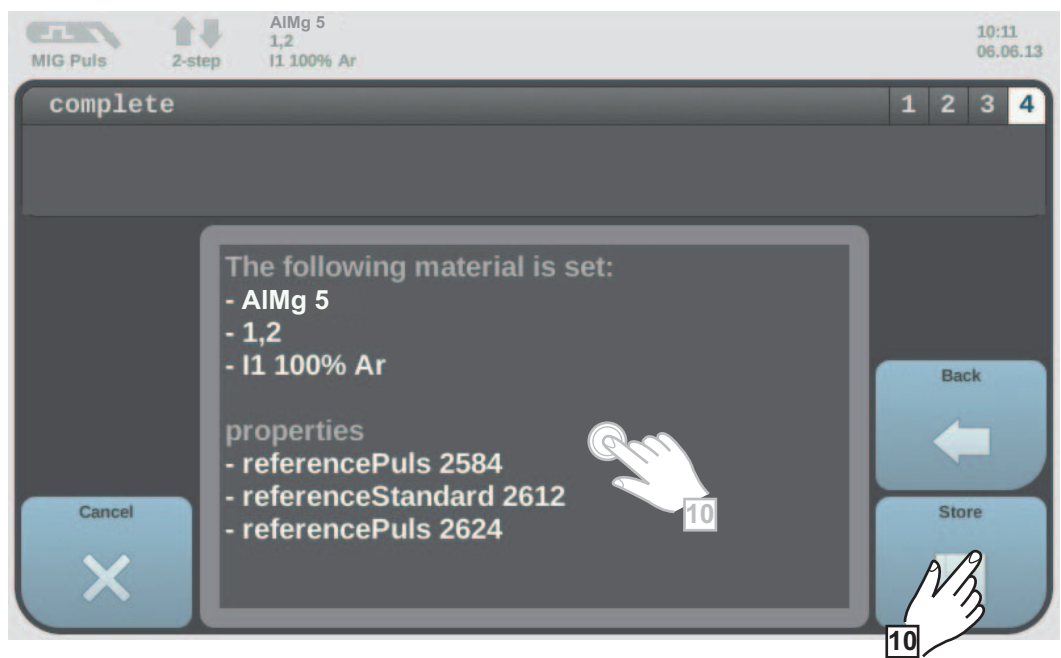 AlMg 5
1,2
I1 100% Ar
MIG Puls
2-step
10:11
06.06.13
complete
1 2 3 4
The following material is set:
- AlMg 5
- 1,2
- I1 100% Ar
properties
- referencePuls 2584
- referenceStandard 2612
- referencePuls 2624
10
Back
Cancel
Store
10